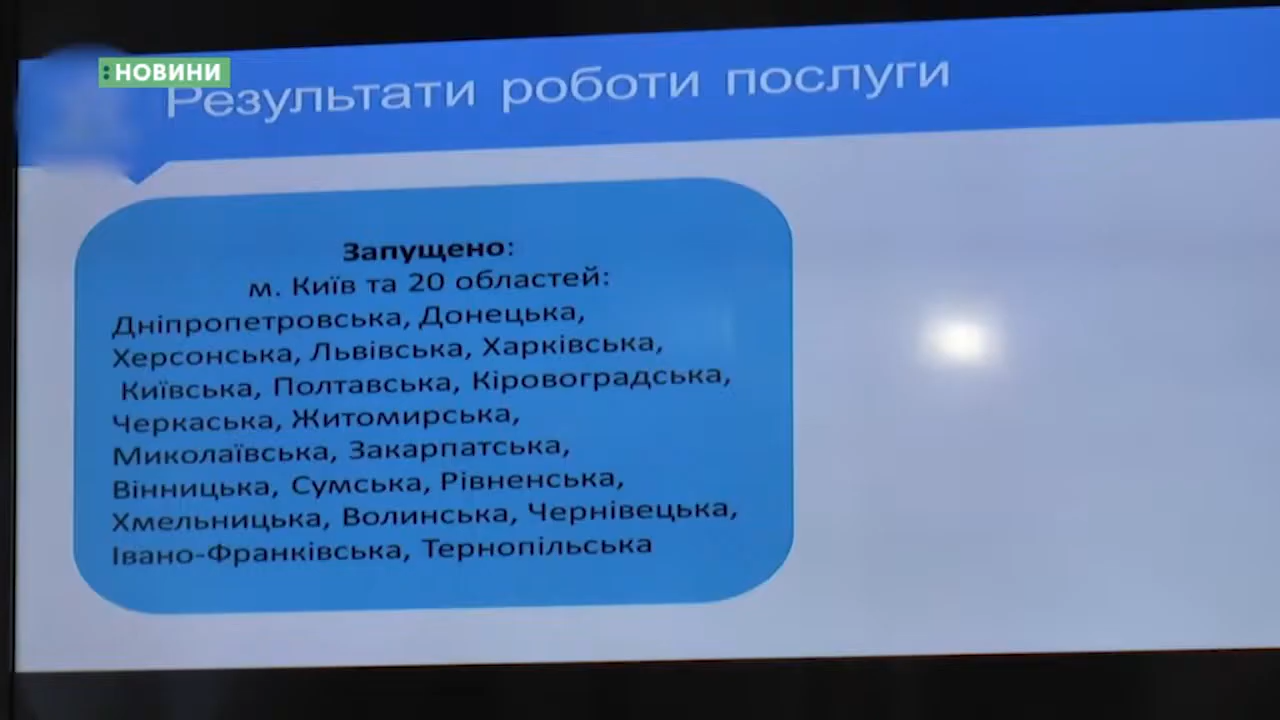 :НОВИНИ
Результати роботи послуги
Запущено:
м. Київ та 20 областей:
Дніпропетровська, Донецька,
Херсонська, Львівська, Харківська,
Київська, Полтавська, Кіровоградська,
Черкаська, Житомирська,
Миколаївська, Закарпатська,
Вінницька, Сумська, Рівненська,
Хмельницька, Волинська, Чернівецька,
Івано-Франківська, Тернопільська